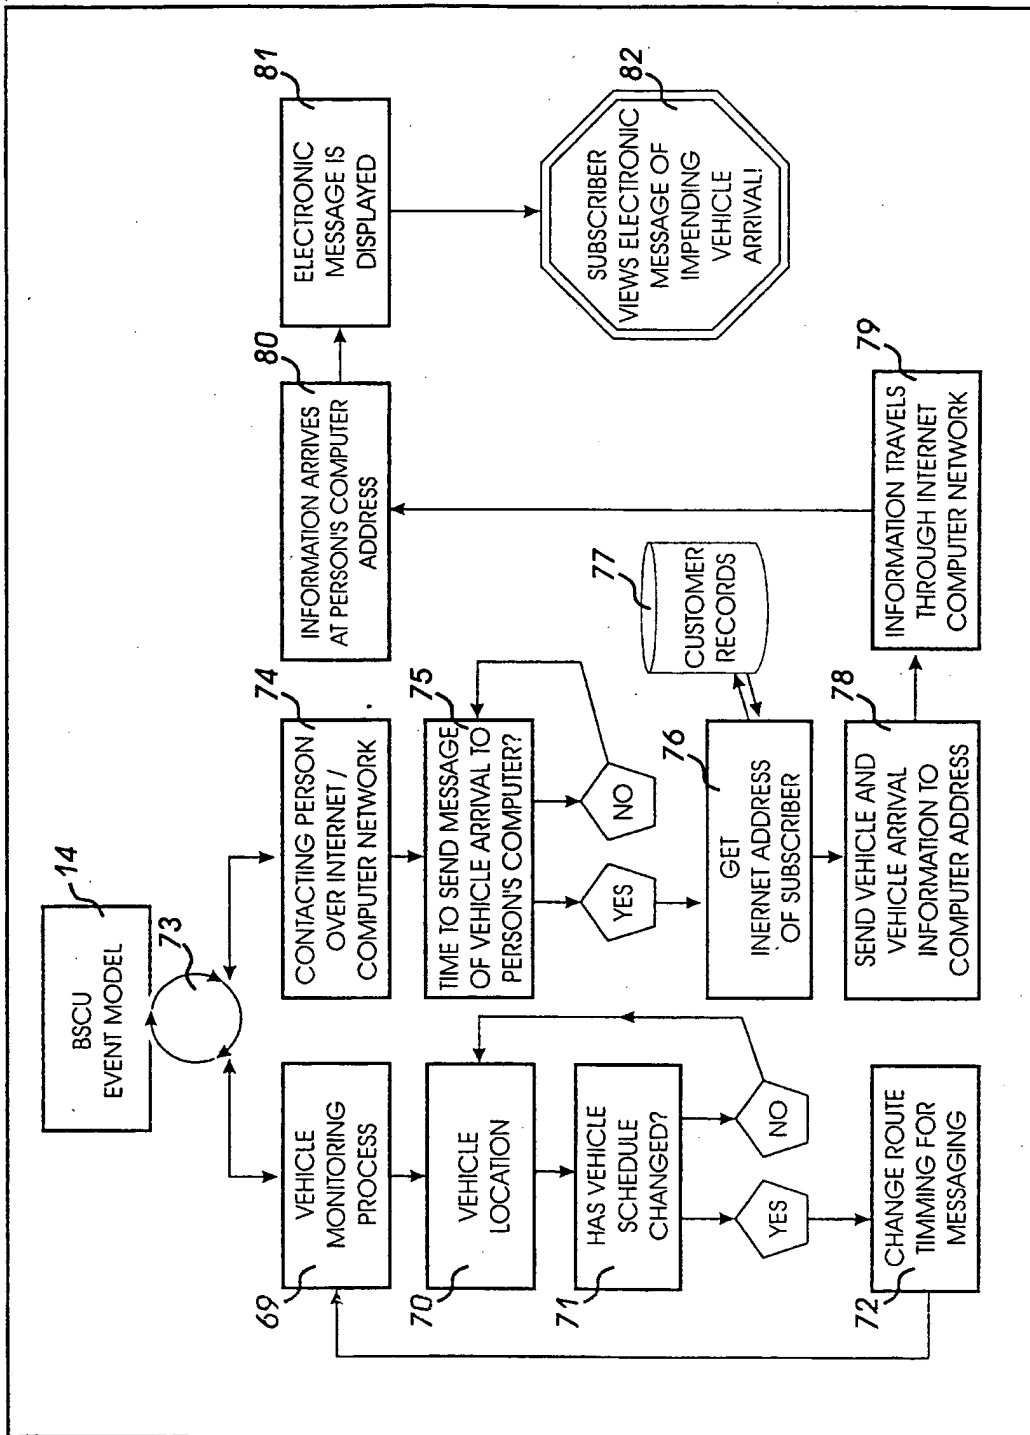 14
BSCU
EVENT MODEL
73
69
VEHICLE
MONITORING
PROCESS
70
VEHICLE
LOCATION
71
HAS VEHICLE
SCHEDULE
CHANGED?
YES
NO
72
CHANGE ROUTE
TIMMING FOR
MESSAGING
74
CONTACTING PERSON
OVER INTERNET /
COMPUTER NETWORK
75
TIME TO SEND MESSAGE
OF VEHICLE ARRIVAL TO
PERSON'S COMPUTER?
YES
NO
76
GET
INERNET ADDRESS
OF SUBSCRIBER
77
CUSTOMER
RECORDS
78
SEND VEHICLE AND
VEHICLE ARRIVAL
INFORMATION TO
COMPUTER ADDRESS
79
INFORMATION TRAVELS
THROUGH INTERNET
COMPUTER NETWORK
80
INFORMATION ARRIVES
AT PERSON'S COMPUTER
ADDRESS
81
ELECTRONIC
MESSAGE IS
DISPLAYED
82
SUBSCRIBER
VIEWS ELECTRONIC
MESSAGE OF
IMPENDING
VEHICLE
ARRIVAL!